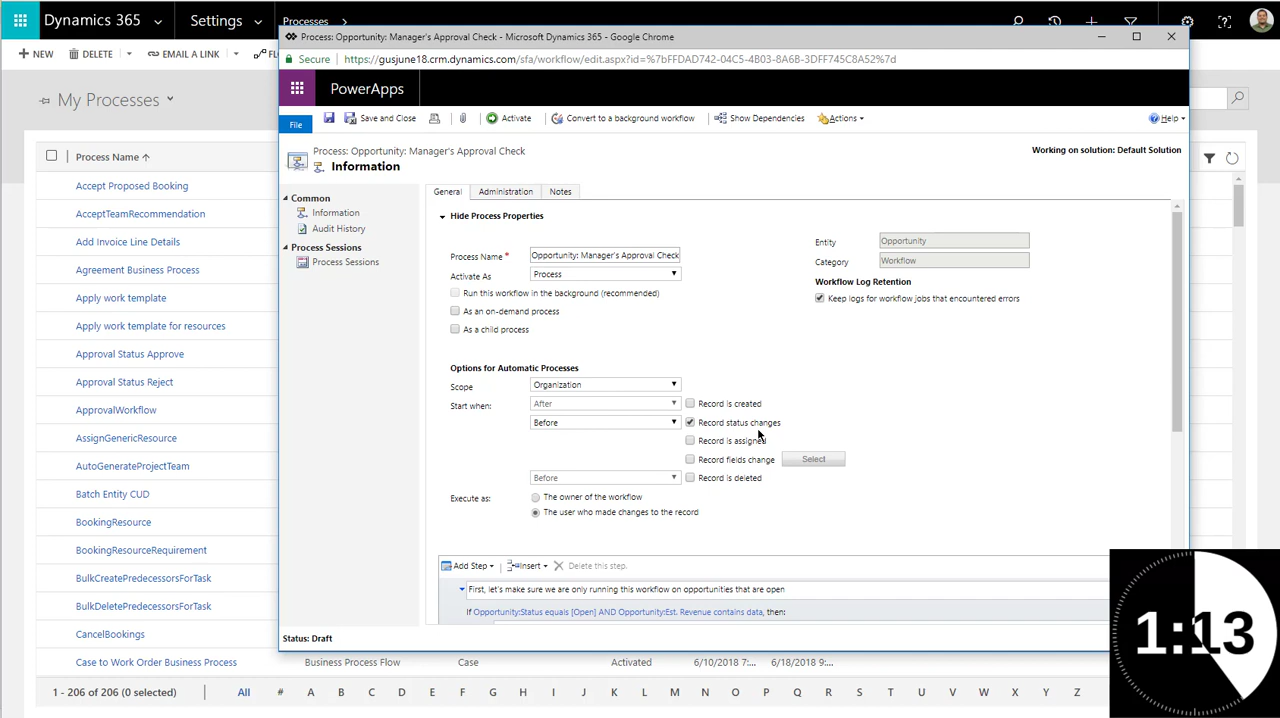 Dynamics 365
Settings
Processes
Process: Opportunity: Manager's Approval Check - Microsoft Dynamics 365 - Google Chrome
NEW
DELETE
EMAIL A LINK
Secure
https://gusjune18.crm.dynamics.com/sfa/workflow/edit.aspx?id=%7bFFDAD742-04C5-4B03-8A6B-3DFF745C8A52%7d
PowerApps
My Processes
File
Save and Close
Activate
Convert to a background workflow
Show Dependencies
Actions
Help
Process: Opportunity: Manager's Approval Check
Information
Working on solution: Default Solution
Process Name
Accept Proposed Booking
AcceptTeamRecommendation
Add Invoice Line Details
Agreement Business Process
Apply work template
Apply work template for resources
Approval Status Approve
Approval Status Reject
ApprovalWorkflow
AssignGenericResource
AutoGenerateProjectTeam
Batch Entity CUD
BookingResource
BookingResourceRequirement
BulkCreatePredecessorsForTask
BulkDeletePredecessorsForTask
CancelBookings
Case to Work Order Business Process
Business Process Flow
Case
Activated
6/10/2018 7...
6/18/2018 9:...
Common
Information
Audit History
Process Sessions
Process Sessions
General
Administration
Notes
Hide Process Properties
Process Name *
Opportunity: Manager's Approval Check
Activate As
Process
Run this workflow in the background (recommended)
As an on-demand process
As a child process
Entity
Opportunity
Category
Workflow
Workflow Log Retention
Keep logs for workflow jobs that encountered errors
Options for Automatic Processes
Scope
Organization
Start when:
After
Record is created
Before
Record status changes
Record is assigned
Record fields change
Select
Before
Record is deleted
Execute as:
The owner of the workflow
The user who made changes to the record
Add Step
Insert
Delete this step.
First, let's make sure we are only running this workflow on opportunities that are open
If Opportunity:Status equals [Open] AND Opportunity:Est. Revenue contains data, then:
Status: Draft
1 - 206 of 206 (0 selected)
All # A B C D E F G H I J K L M N O P Q R S T U V W X Y Z
1:13